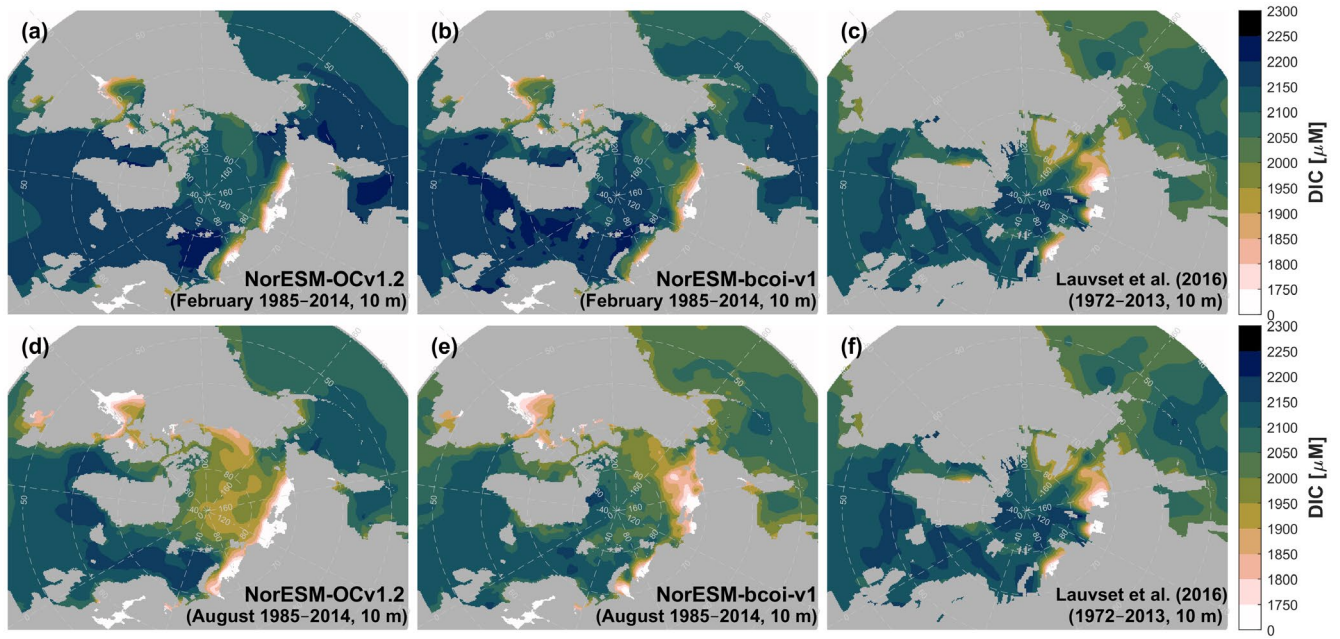 (a)
NorESM-OCv1.2
(February 1985–2014, 10 m)
(b)
NorESM-bcoi-v1
(February 1985–2014, 10 m)
(c)
Lauvset et al. (2016)
(1972–2013, 10 m)
2300
2250
2200
2150
2100
2050
2000
1950
1900
1850
1800
1750
0
DIC [μM]
(d)
NorESM-OCv1.2
(August 1985–2014, 10 m)
(e)
NorESM-bcoi-v1
(August 1985–2014, 10 m)
(f)
Lauvset et al. (2016)
(1972–2013, 10 m)
2300
2250
2200
2150
2100
2050
2000
1950
1900
1850
1800
1750
0
DIC [μM]